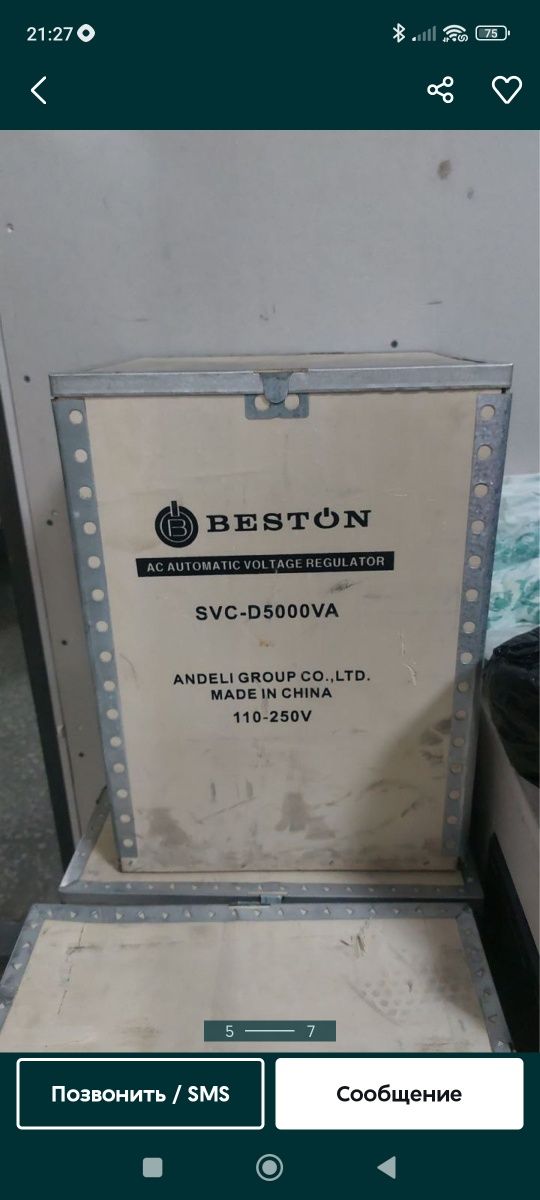 21:27
75
B BESTON
AC AUTOMATIC VOLTAGE REGULATOR
SVC-D5000VA
ANDELI GROUP CO.,LTD.
MADE IN CHINA
110-250V
5 7
Позвонить / SMS
Сообщение